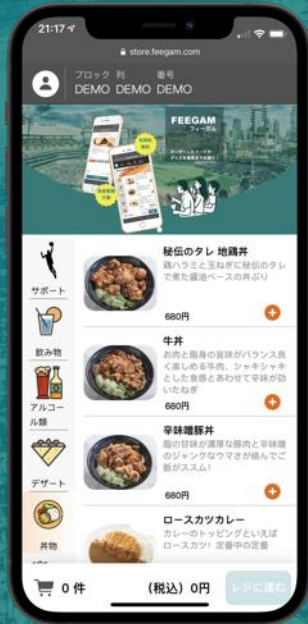 21:17
store.feegam.com
ブロック 列 番号
DEMO DEMO DEMO
FEEGAM
フィーガム
サポート
飲み物
アルコー
ル類
デザート
丼物
秘伝のタレ 地鶏丼
鶏ハラミと玉ねぎに秘伝のタレ
で煮た醤油ベースの丼ぶり
680円
牛丼
お肉と脂身の旨味がバランス良
く楽しめる牛肉、シャキシャキ
とした食感とあわせて辛味が効
いたねぎ
680円
辛味噌豚丼
脂の甘味が濃厚な豚肉と辛味噌
のジャンクなウマさが絡んでご
飯がススム！
680円
ロースカツカレー
カレーのトッピングといえば
ロースカツ！ 定番中の定番
0 件 (税込) 0円 レジに進む